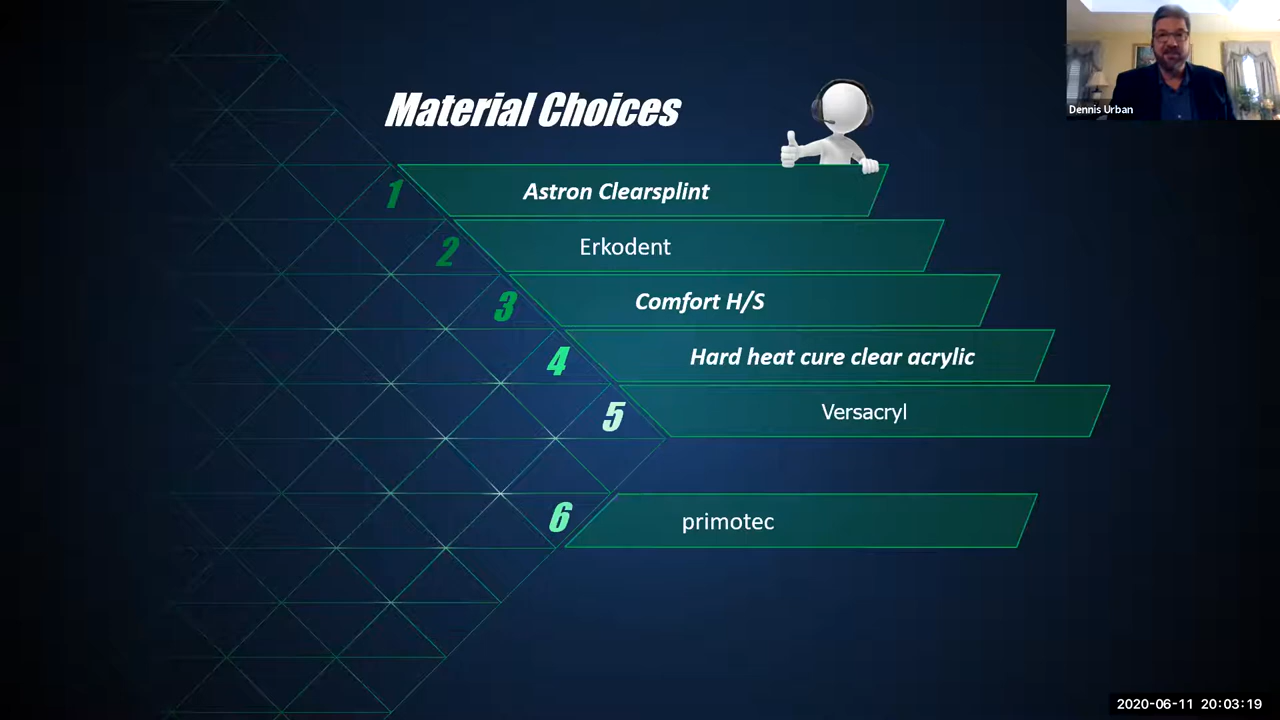 Material Choices
Dennis Urban
1
Astron Clearsplint
2
Erkodent
3
Comfort H/S
4
Hard heat cure clear acrylic
5
Versacryl
6
primotec
2020-06-11 20:03:19